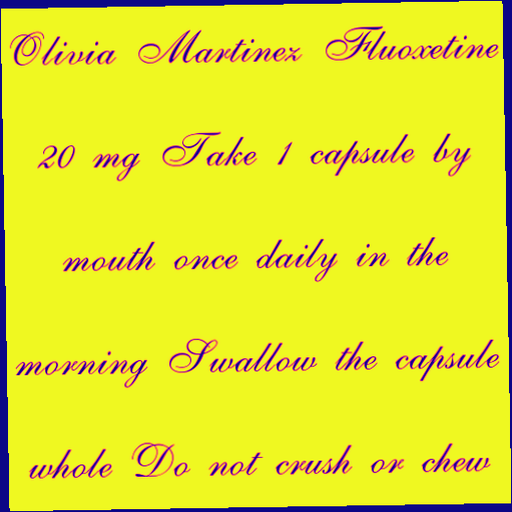 Olivia Martinez Fluoxetine
20 mg Take 1 capsule by
mouth once daily in the
morning Swallow the capsule
whole Do not crush or chew